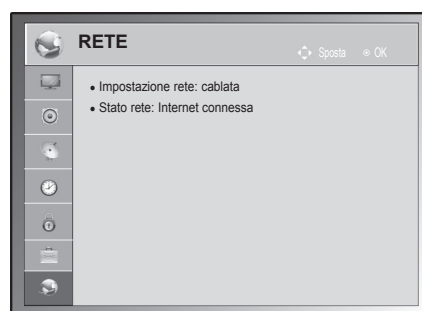 RETE
Sposta
OK
• Impostazione rete: cablata
• Stato rete: Internet connessa